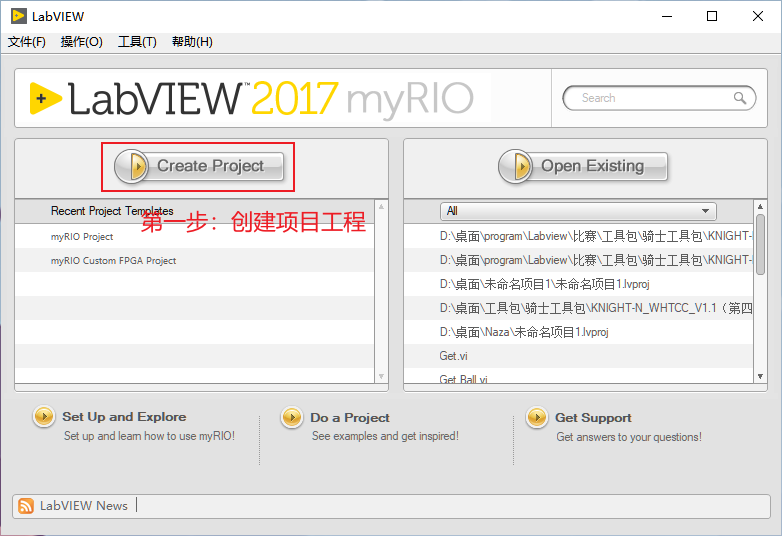 LabVIEW
文件(F) 操作(O) 工具(T) 帮助(H)
LabVIEW™ 2017 myRIO
Search
Create Project
Open Existing
Recent Project Templates
第一步：创建项目工程
All
myRIO Project
myRIO Custom FPGA Project
D:\桌面\program\Labview\比赛\工具包\骑士工具包\KNIGHT-
D:\桌面\program\Labview\比赛\工具包\骑士工具包\KNIGHT-
D:\桌面\未命名项目1\未命名项目1.lvproj
D:\桌面\工具包\骑士工具包\KNIGHT-N_WHTCC_V1.1（第四
D:\桌面\Naza\未命名项目1.lvproj
Get.vi
Get Ball.vi
Set Up and Explore
Set up and learn how to use myRIO!
Do a Project
See examples and get inspired!
Get Support
Get answers to your questions!
LabVIEW News